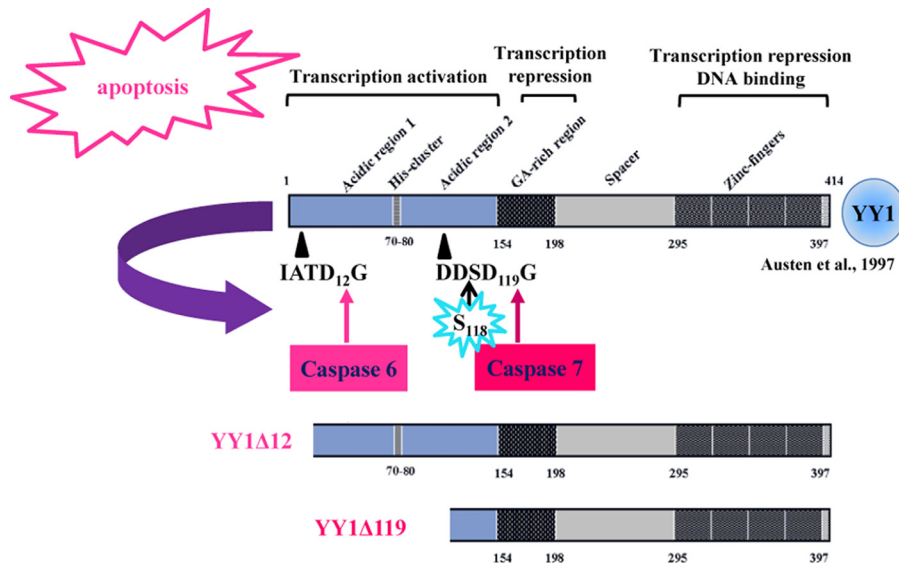 apoptosis
Transcription activation
Transcription
repression
Transcription repression
DNA binding
Acidic region 1
His-cluster
Acidic region 2
GA-rich region
Spacer
Zinc-fingers
1
414
YY1
70-80
154
198
295
397
Austen et al., 1997
IATD₁₂G
DDSD₁₁₉G
S₁₁₈
Caspase 6
Caspase 7
YY1Δ12
70-80
154
198
295
397
YY1Δ119
154
198
295
397